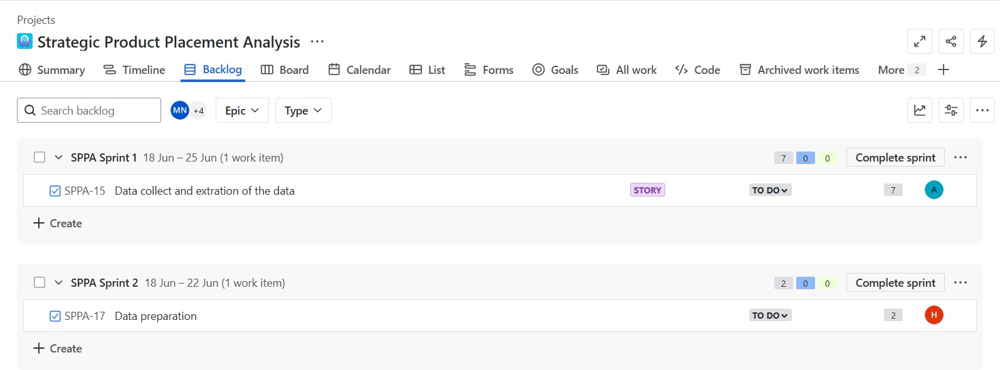 Projects
Strategic Product Placement Analysis
Summary Timeline Backlog Board Calendar List Forms Goals All work Code Archived work items More 2
Search backlog MN +4 Epic Type
SPPA Sprint 1 18 Jun – 25 Jun (1 work item) 7 0 0 Complete sprint
SPPA-15 Data collect and extration of the data STORY TO DO 7 A
Create
SPPA Sprint 2 18 Jun – 22 Jun (1 work item) 2 0 0 Complete sprint
SPPA-17 Data preparation TO DO 2 H
Create